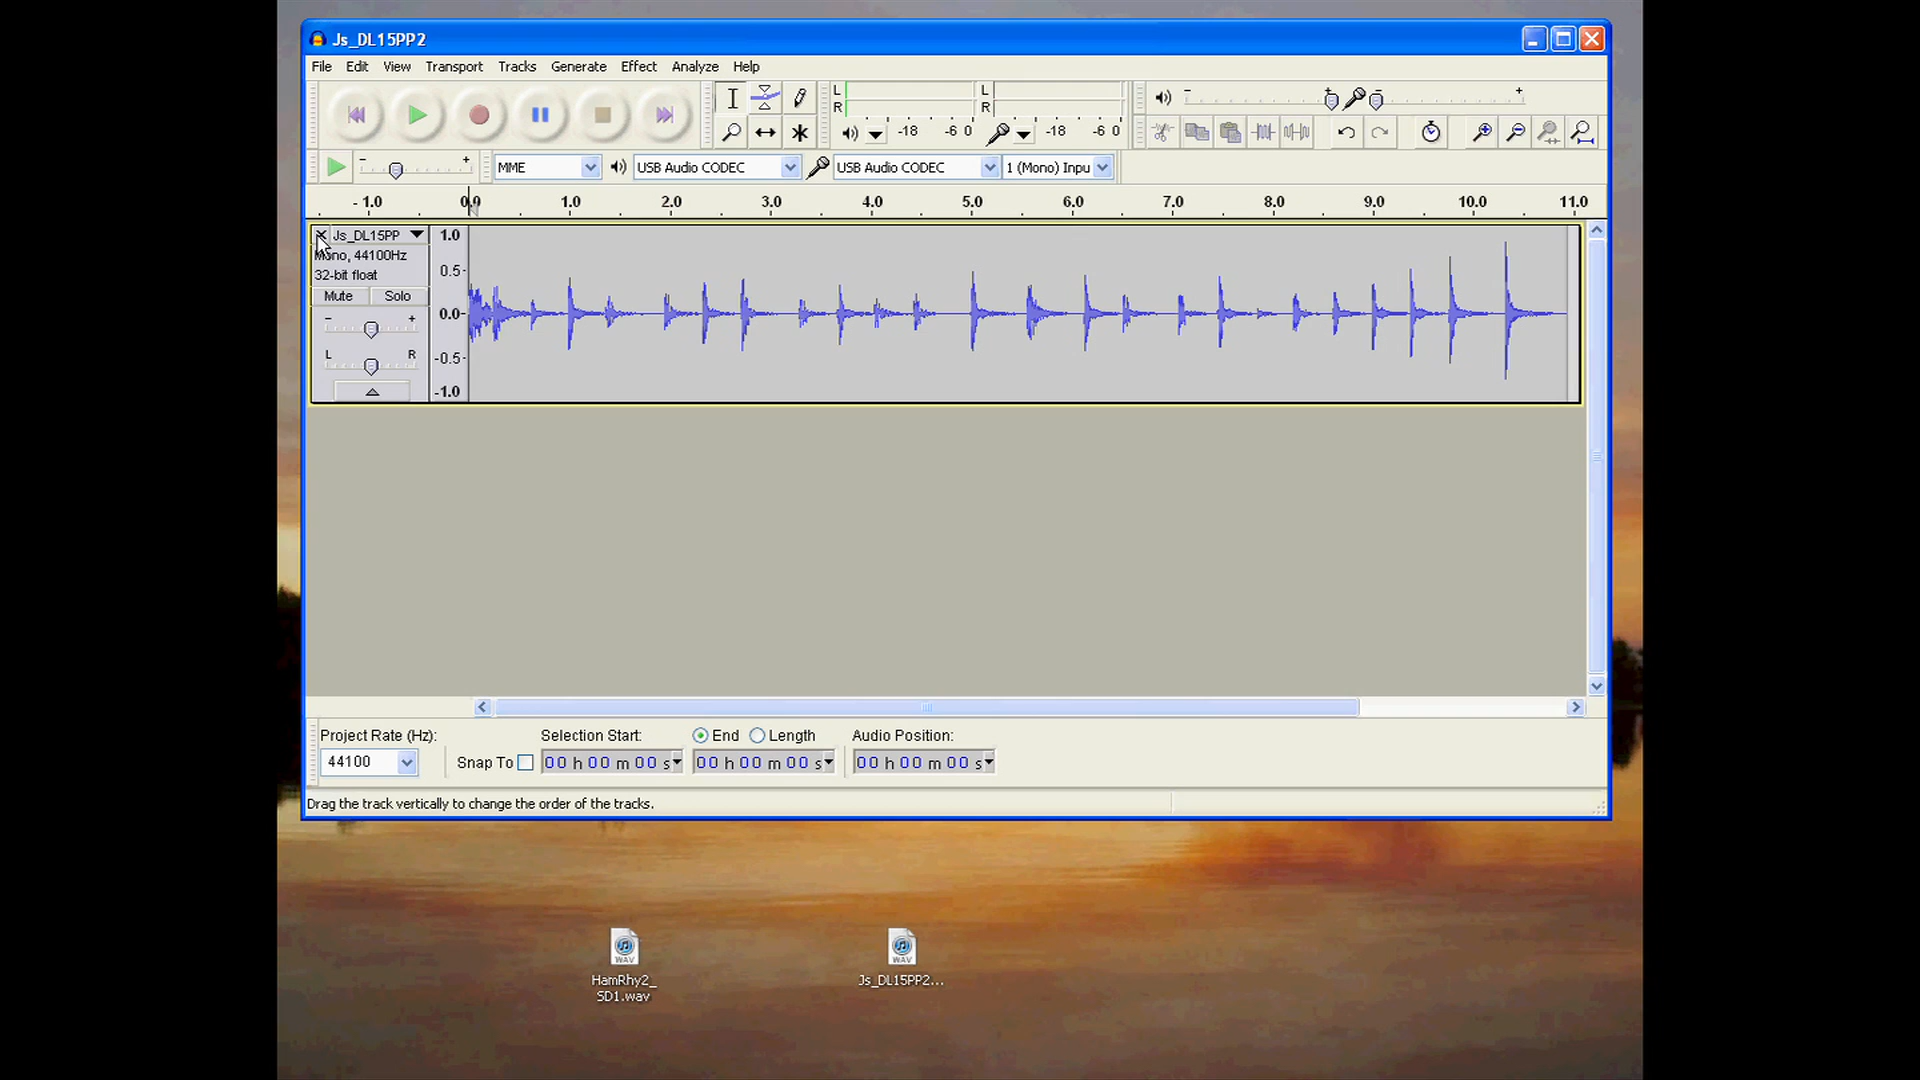 Js_DL15PP2
File Edit View Transport Tracks Generate Effect Analyze Help
L L
R R
-18 -6 0 -18 -6 0
MME USB Audio CODEC USB Audio CODEC 1 (Mono) Inpu
- 1.0 0.0 1.0 2.0 3.0 4.0 5.0 6.0 7.0 8.0 9.0 10.0 11.0
Js_DL15PP 1.0
Mono, 44100Hz
32-bit float 0.5-
Mute Solo
0.0-
L R
-0.5-
-1.0
Project Rate (Hz): Selection Start: End Length Audio Position:
44100 Snap To 00 h 00 m 00 s 00 h 00 m 00 s 00 h 00 m 00 s
Drag the track vertically to change the order of the tracks.
WAV WAV
HamRhy2_ Js_DL15PP2...
SD1.wav